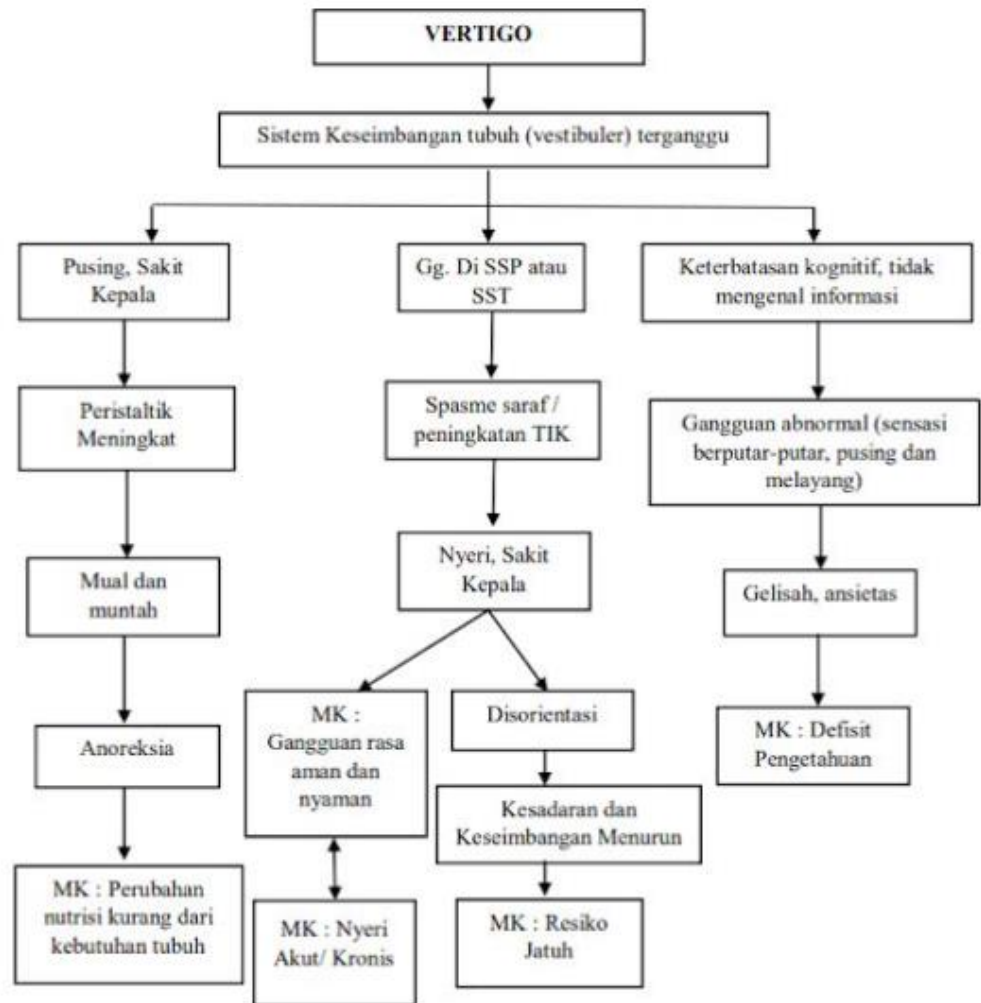 VERTIGO
Sistem Keseimbangan tubuh (vestibuler) terganggu
Pusing, Sakit
Kepala
Gg. Di SSP atau
SST
Keterbatasan kognitif, tidak
mengenal informasi
Peristaltik
Meningkat
Spasme saraf /
peningkatan TIK
Gangguan abnormal (sensasi
berputar-putar, pusing dan
melayang)
Mual dan
muntah
Nyeri, Sakit
Kepala
Gelisah, ansietas
Anoreksia
MK :
Gangguan rasa
aman dan
nyaman
Disorientasi
MK : Defisit
Pengetahuan
Kesadaran dan
Keseimbangan Menurun
MK : Perubahan
nutrisi kurang dari
kebutuhan tubuh
MK : Nyeri
Akut/ Kronis
MK : Resiko
Jatuh